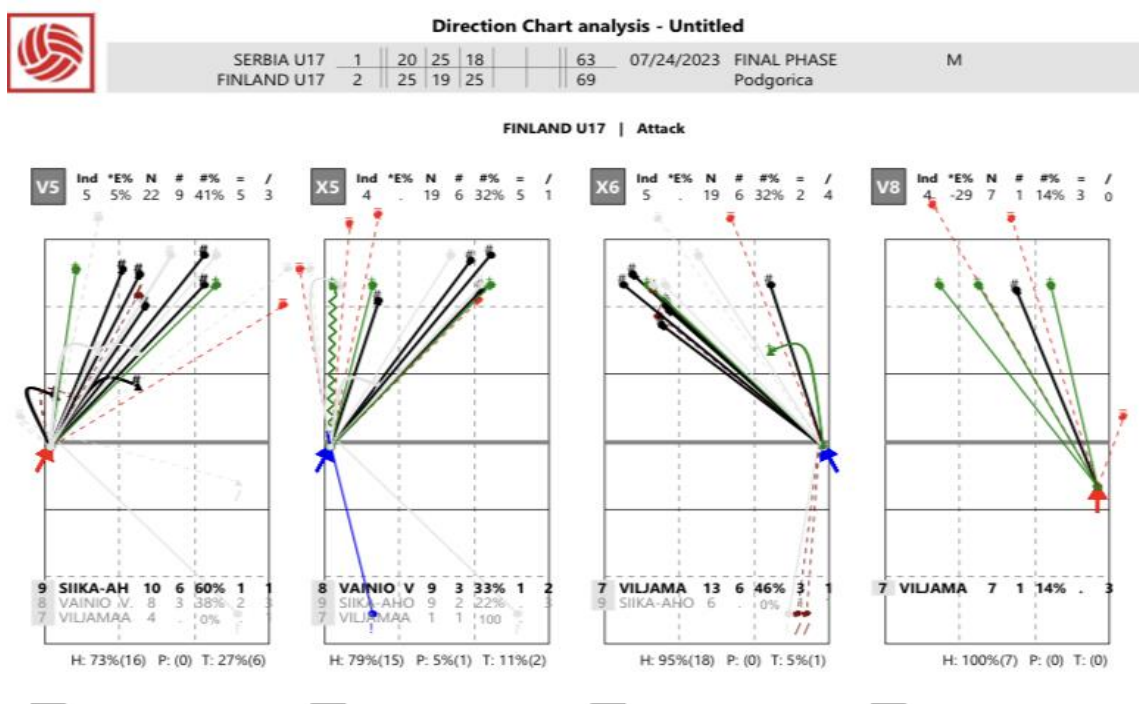 Direction Chart analysis - Untitled
SERBIA U17 1 20 25 18 63 07/24/2023 FINAL PHASE M
FINLAND U17 2 25 19 25 69 Podgorica
FINLAND U17 | Attack
V5 Ind *E% N # #% = /
5 5% 22 9 41% 5 3
X5 Ind *E% N # #% = /
4 . 19 6 32% 5 1
X6 Ind *E% N # #% = /
5 . 19 6 32% 2 4
V8 Ind *E% N # #% = /
4 -29 7 1 14% 3 0
9 SIIKA-AH 10 6 60% 1 1
8 VAINIO V. 8 3 38% 2 3
7 VILJAMAA 4 . 0% 1
H: 73%(16) P: (0) T: 27%(6)
8 VAINIO V 9 3 33% 1 2
9 SIIKA-AHO 9 2 22% . 3
7 VILJAMAA 1 1 100
H: 79%(15) P: 5%(1) T: 11%(2)
7 VILJAMA 13 6 46% 3 1
9 SIIKA-AHO 6 . 0%
H: 95%(18) P: (0) T: 5%(1)
7 VILJAMA 7 1 14% . 3
H: 100%(7) P: (0) T: (0)